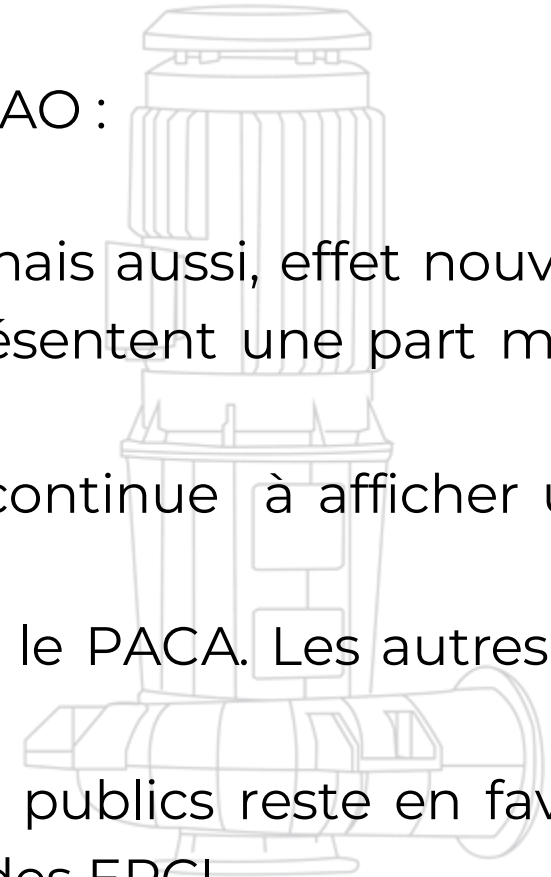 AO :
nais aussi, effet nouv
ésentent une part m
continue à afficher u
le PACA. Les autres
publics reste en fav
des EPCI